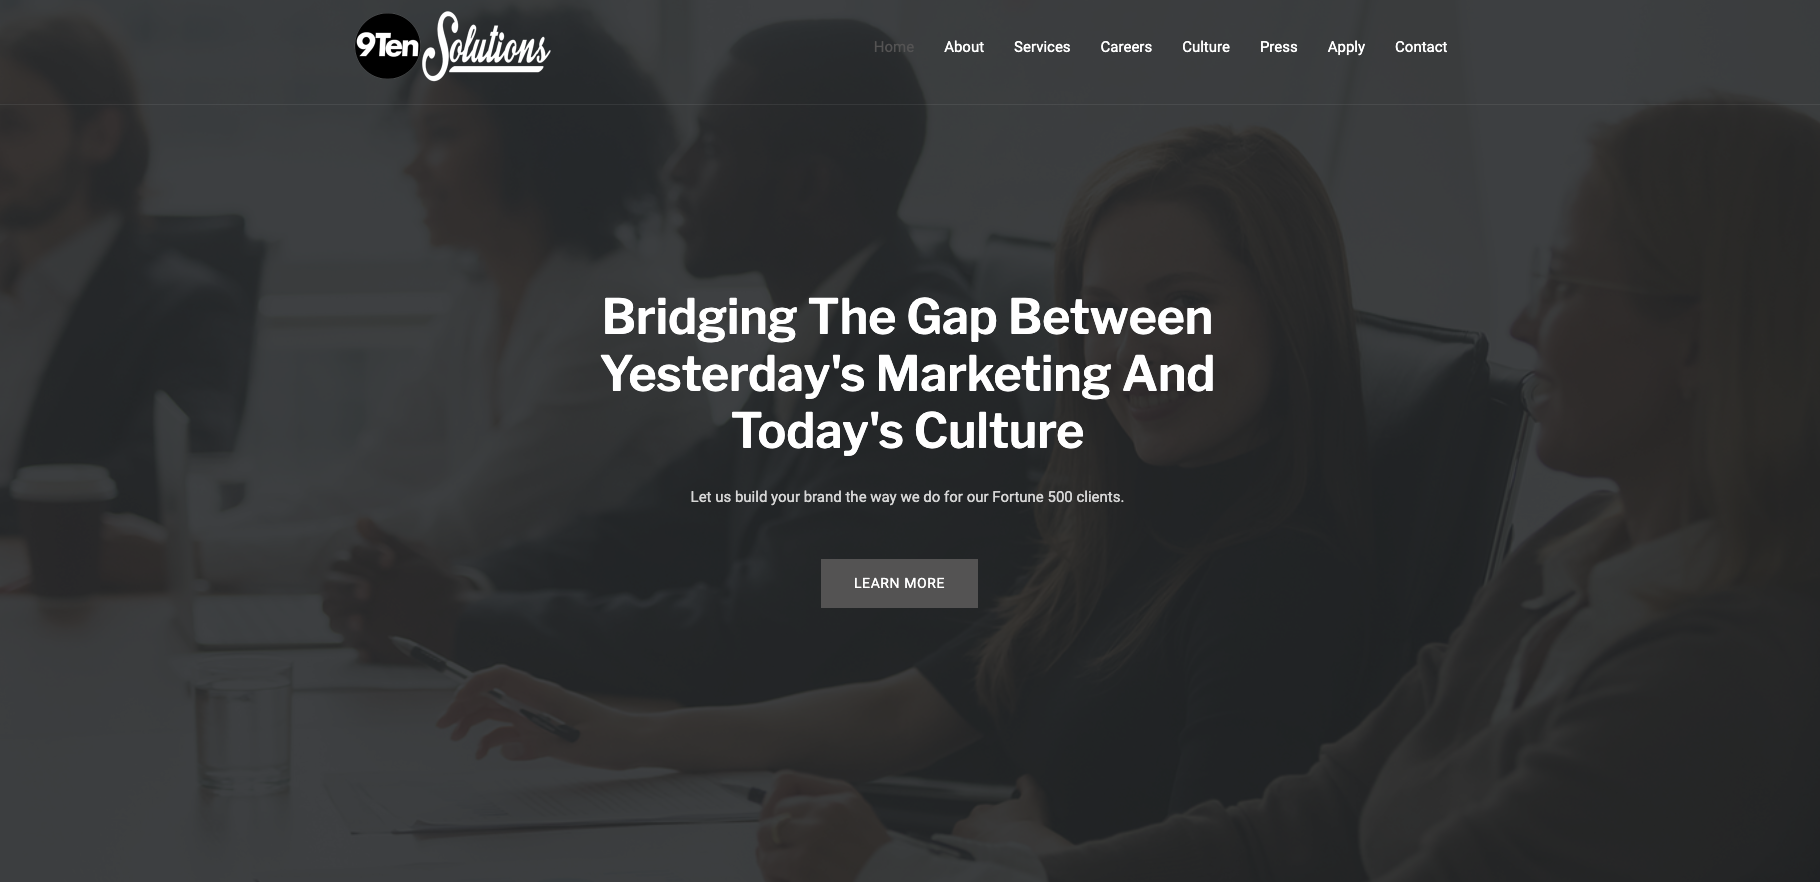 9Ten Solutions
Home About Services Careers Culture Press Apply Contact
Bridging The Gap Between
Yesterday's Marketing And
Today's Culture
Let us build your brand the way we do for our Fortune 500 clients.
LEARN MORE